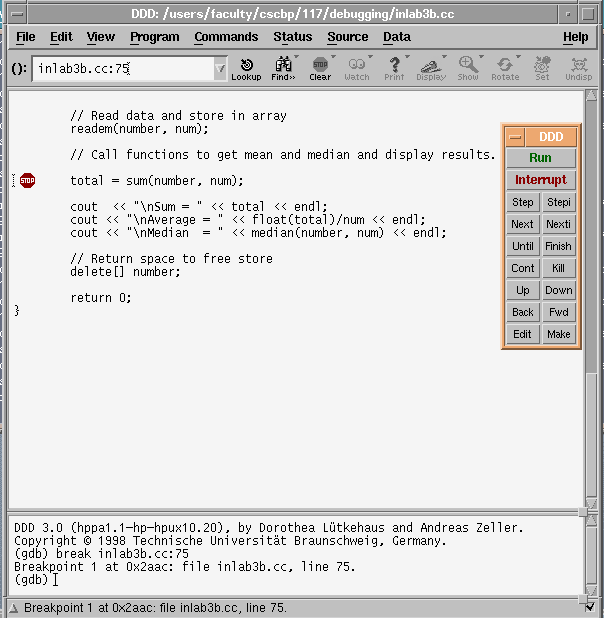 DDD: /users/faculty/cscbp/117/debugging/inlab3b.cc
File Edit View Program Commands Status Source Data Help
(): inlab3b.cc:75
Lookup Find>> Clear Watch Print Display Show Rotate Set Undisp
// Read data and store in array
readem(number, num);
// Call functions to get mean and median and display results.
STOP total = sum(number, num);
cout << "\nSum = " << total << endl;
cout << "\nAverage = " << float(total)/num << endl;
cout << "\nMedian  = " << median(number, num) << endl;
// Return space to free store
delete[] number;
return 0;
}
DDD
Run
Interrupt
Step Stepi
Next Nexti
Until Finish
Cont Kill
Up Down
Back Fwd
Edit Make
DDD 3.0 (hppa1.1-hp-hpux10.20), by Dorothea Lütkehaus and Andreas Zeller.
Copyright © 1998 Technische Universität Braunschweig, Germany.
(gdb) break inlab3b.cc:75
Breakpoint 1 at 0x2aac: file inlab3b.cc, line 75.
(gdb)
Breakpoint 1 at 0x2aac: file inlab3b.cc, line 75.